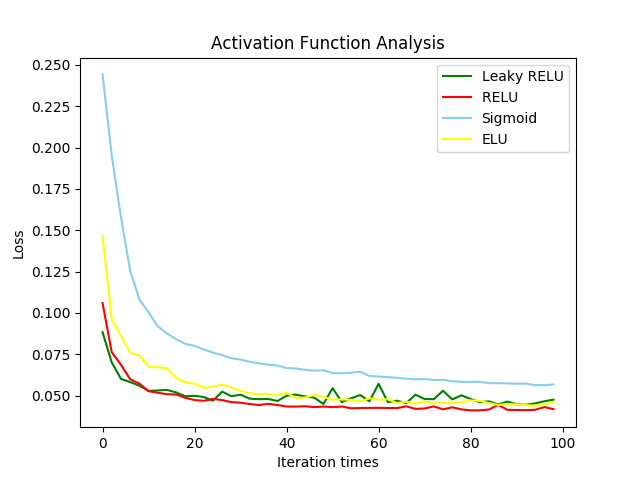 Activation Function Analysis
0.250
0.225
0.200
0.175
0.150
0.125
0.100
0.075
0.050
Loss
Leaky RELU
RELU
Sigmoid
ELU
0 20 40 60 80 100
Iteration times